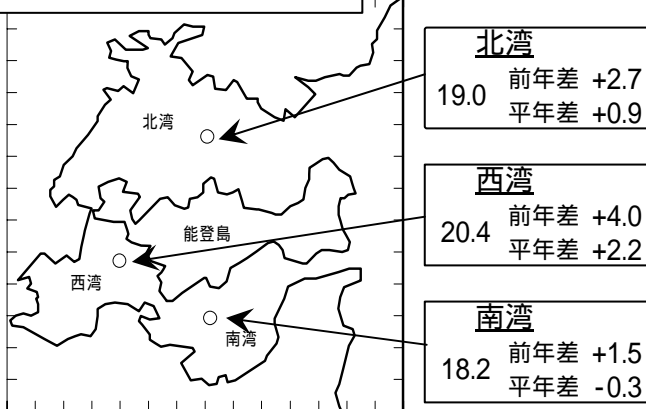 北湾
19.0
前年差 +2.7
平年差 +0.9
北湾
西湾
20.4
前年差 +4.0
平年差 +2.2
能登島
西湾
南湾
18.2
前年差 +1.5
平年差 -0.3
南湾